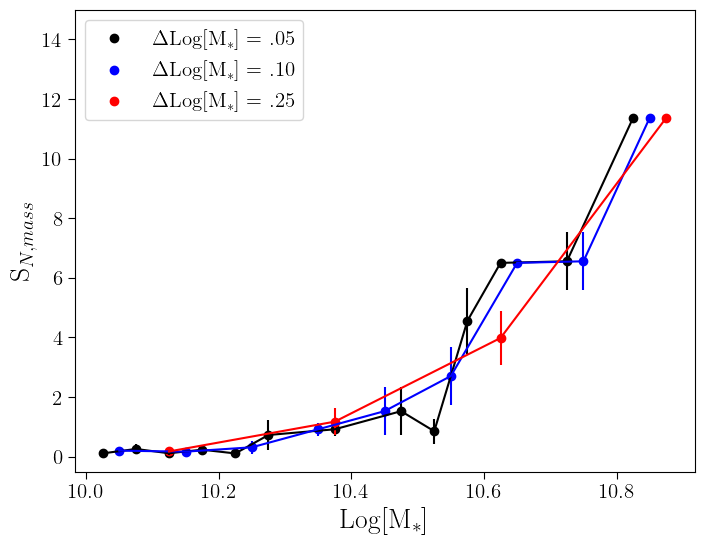 ΔLog[M*] = .05
ΔLog[M*] = .10
ΔLog[M*] = .25
14
12
10
8
6
4
2
0
S_{N,mass}
10.0 10.2 10.4 10.6 10.8
Log[M*]